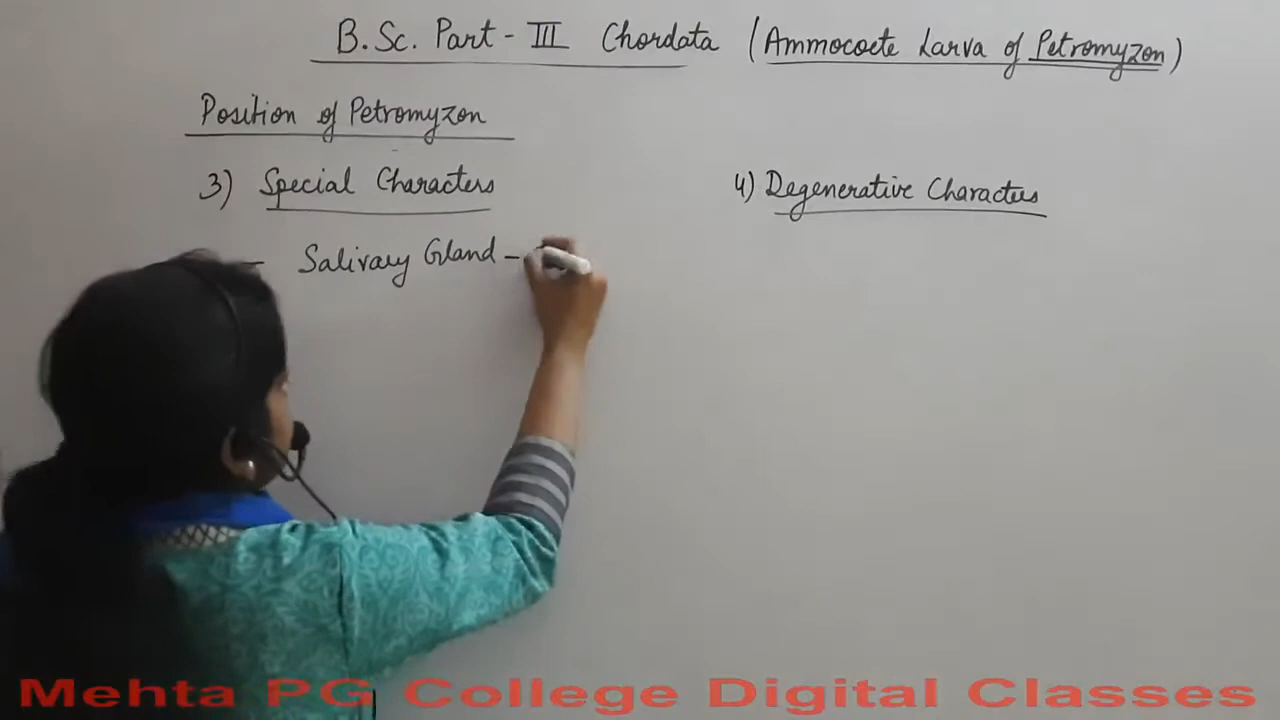 B.Sc. Part - III Chordata (Ammocoete Larva of Petromyzon)
Position of Petromyzon
3) Special Characters
4) Degenerative Characters
— Salivary Gland -
Mehta PG College Digital Classes